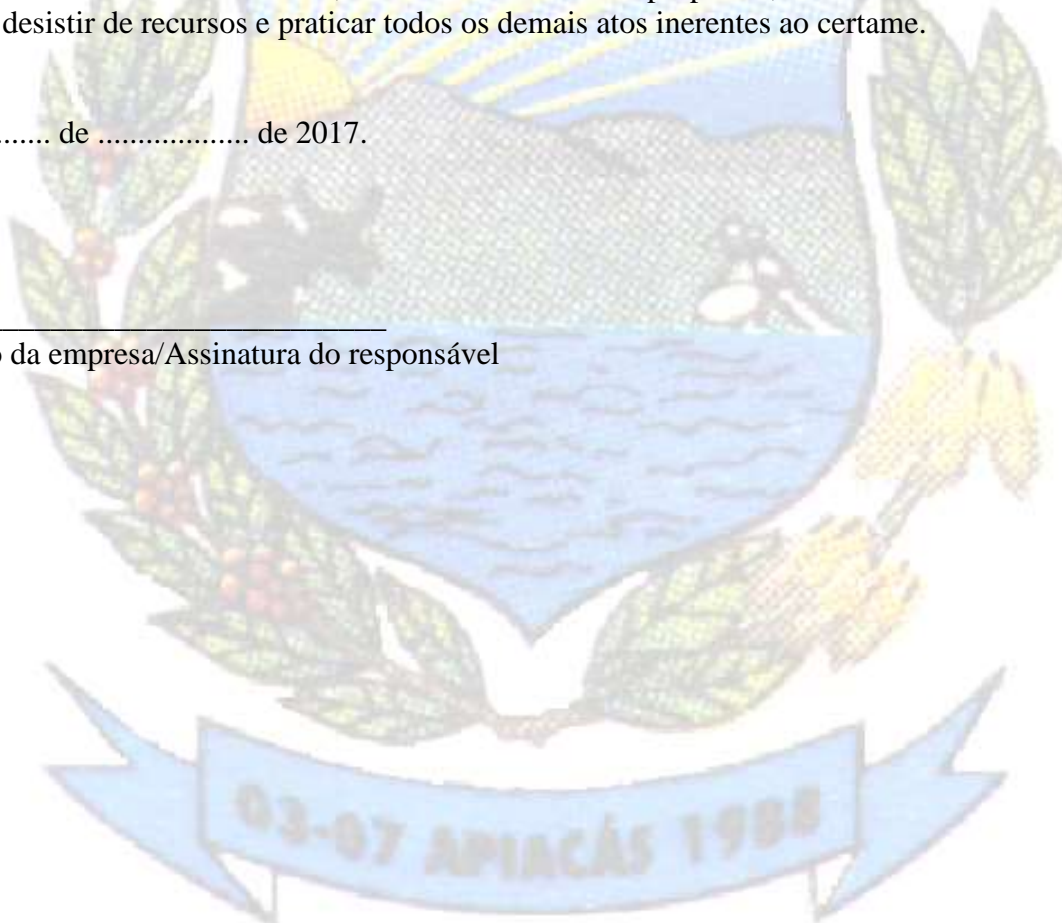 desistir de recursos e praticar todos os demais atos inerentes ao certame.
....... de ................... de 2017.
da empresa/Assinatura do responsável
03-07 APIACÁS 1988